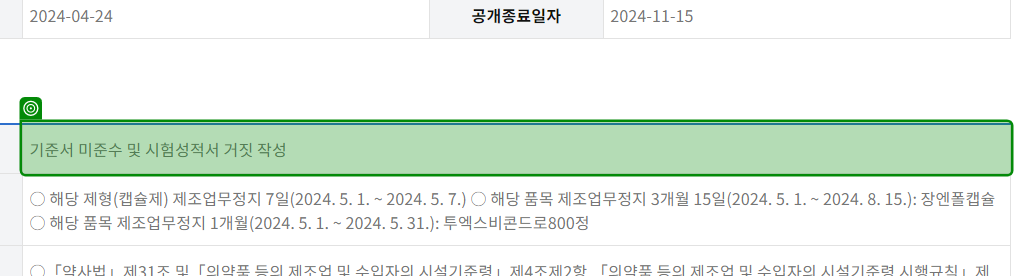 2024-04-24 공개종료일자 2024-11-15
기준서 미준수 및 시험성적서 거짓 작성
○ 해당 제형(캡슐제) 제조업무정지 7일(2024. 5. 1. ~ 2024. 5. 7.) ○ 해당 품목 제조업무정지 3개월 15일(2024. 5. 1. ~ 2024. 8. 15.): 장엔폴캡슐
○ 해당 품목 제조업무정지 1개월(2024. 5. 1. ~ 2024. 5. 31.): 투엑스비콘드로800정
○ 「약사법」 제31조 및 「의약품 등의 제조업 및 수입자의 시설기준령」 제4조제2항, 「의약품 등의 제조업 및 수입자의 시설기준령 시행규칙」 제